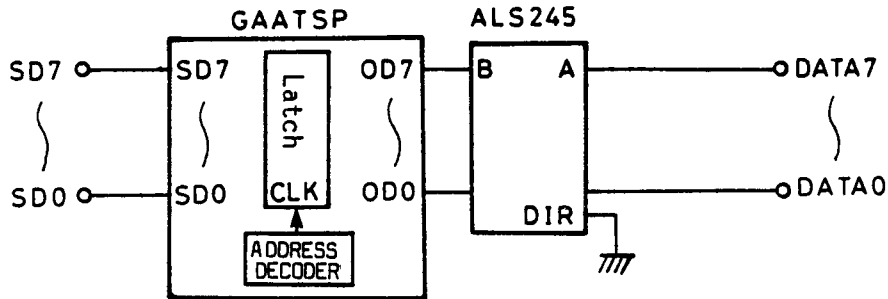 GAATSP ALS245
SD7 SD7 Latch OD7 B A DATA7
SD0 SD0 CLK OD0 DATA0
DIR
ADDRESS
DECODER